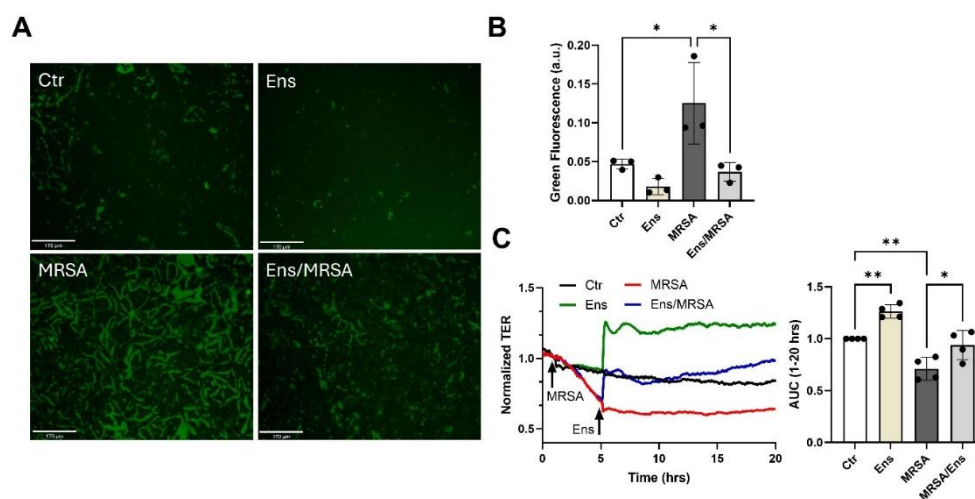 A
Ctr
170 µm
Ens
170 µm
MRSA
170 µm
Ens/MRSA
170 µm
B
Green Fluorescence (a.u.)
0.20
0.15
0.10
0.05
0.00
* *
Ctr
Ens
MRSA
Ens/MRSA
C
Normalized TER
1.5
1.0
0.5
Ctr MRSA
Ens Ens/MRSA
MRSA
Ens
0 5 10 15 20
Time (hrs)
AUC (1-20 hrs)
1.5
1.0
0.5
0.0
**
** *
Ctr
Ens
MRSA
MRSA/Ens